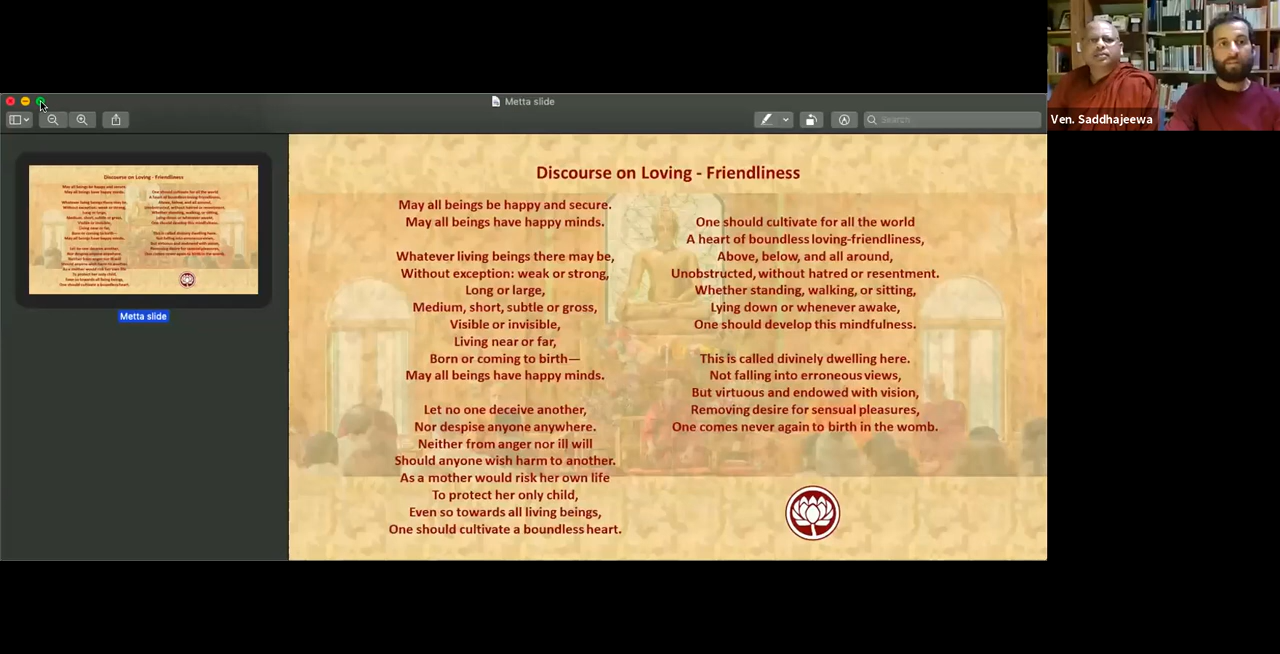 Metta slide
Search
Ven. Saddhajeewa
Metta slide
Discourse on Loving - Friendliness
May all beings be happy and secure.
May all beings have happy minds.
Whatever living beings there may be,
Without exception: weak or strong,
Long or large,
Medium, short, subtle or gross,
Visible or invisible,
Living near or far,
Born or coming to birth—
May all beings have happy minds.
Let no one deceive another,
Nor despise anyone anywhere.
Neither from anger nor ill will
Should anyone wish harm to another.
As a mother would risk her own life
To protect her only child,
Even so towards all living beings,
One should cultivate a boundless heart.
One should cultivate for all the world
A heart of boundless loving-friendliness,
Above, below, and all around,
Unobstructed, without hatred or resentment.
Whether standing, walking, or sitting,
Lying down or whenever awake,
One should develop this mindfulness.
This is called divinely dwelling here.
Not falling into erroneous views,
But virtuous and endowed with vision,
Removing desire for sensual pleasures,
One comes never again to birth in the womb.